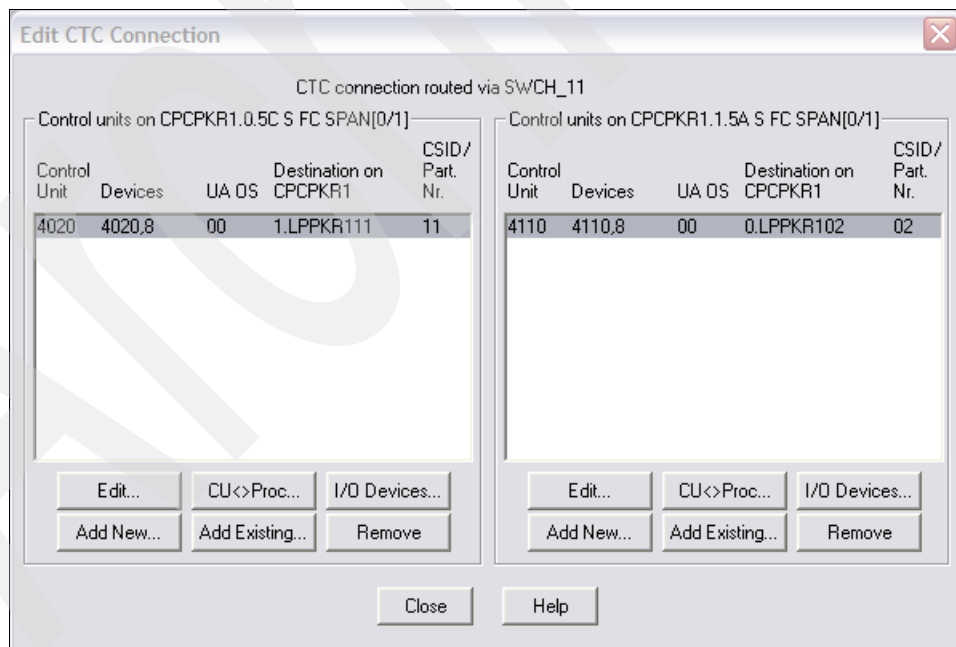 Edit CTC Connection
CTC connection routed via SWCH_11
Control units on CPCPKR1.0.5C S FC SPAN[0/1]
Control Unit Devices UA OS Destination on CPCPKR1 CSID/ Part. Nr.
4020 4020,8 00 1.LPPKR111 11
Edit... CU<>Proc... I/O Devices...
Add New... Add Existing... Remove
Control units on CPCPKR1.1.5A S FC SPAN[0/1]
Control Unit Devices UA OS Destination on CPCPKR1 CSID/ Part. Nr.
4110 4110,8 00 0.LPPKR102 02
Edit... CU<>Proc... I/O Devices...
Add New... Add Existing... Remove
Close Help